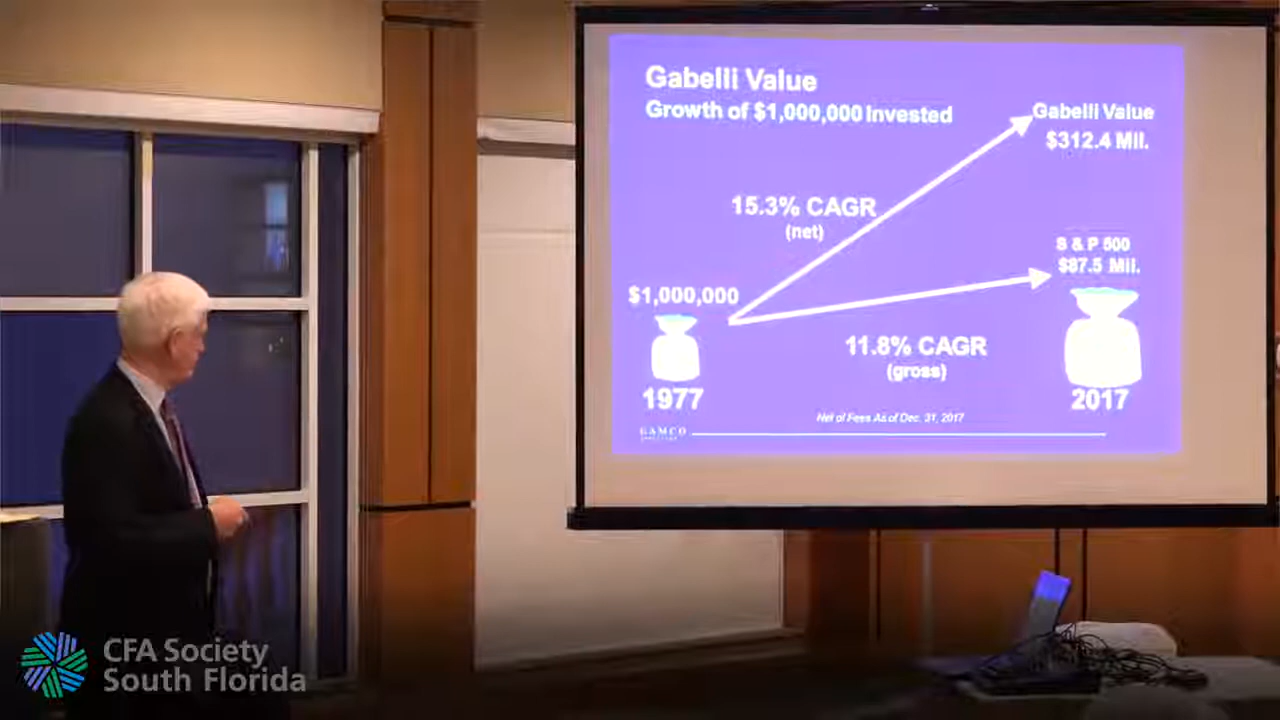 Gabelli Value
Growth of $1,000,000 Invested
Gabelli Value
$312.4 Mil.
15.3% CAGR
(net)
S & P 500
$87.5 Mil.
$1,000,000
11.8% CAGR
(gross)
1977
2017
Net of Fees As of Dec. 31, 2017
GAMCO
CFA Society
South Florida